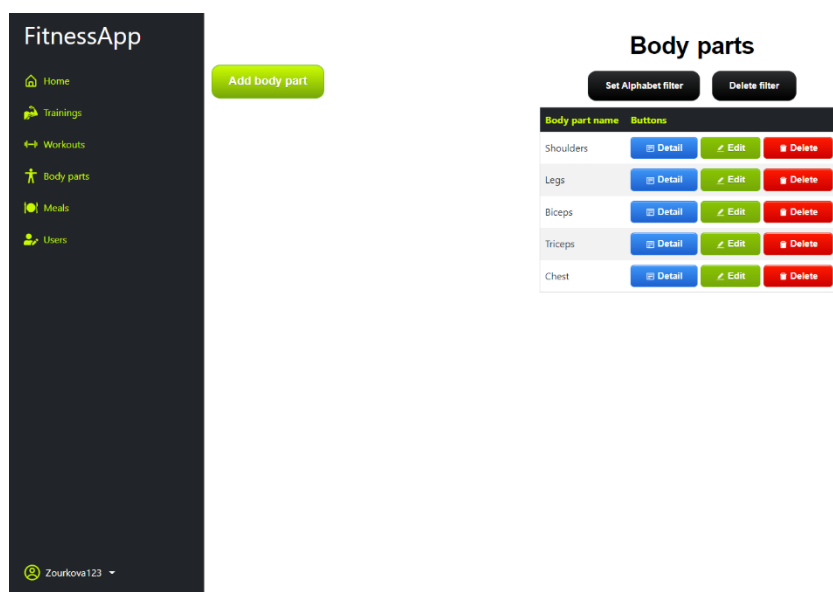 FitnessApp
Home
Trainings
Workouts
Body parts
Meals
Users
Zourkova123
Add body part
Body parts
Set Alphabet filter Delete filter
Body part name Buttons
Shoulders Detail Edit Delete
Legs Detail Edit Delete
Biceps Detail Edit Delete
Triceps Detail Edit Delete
Chest Detail Edit Delete